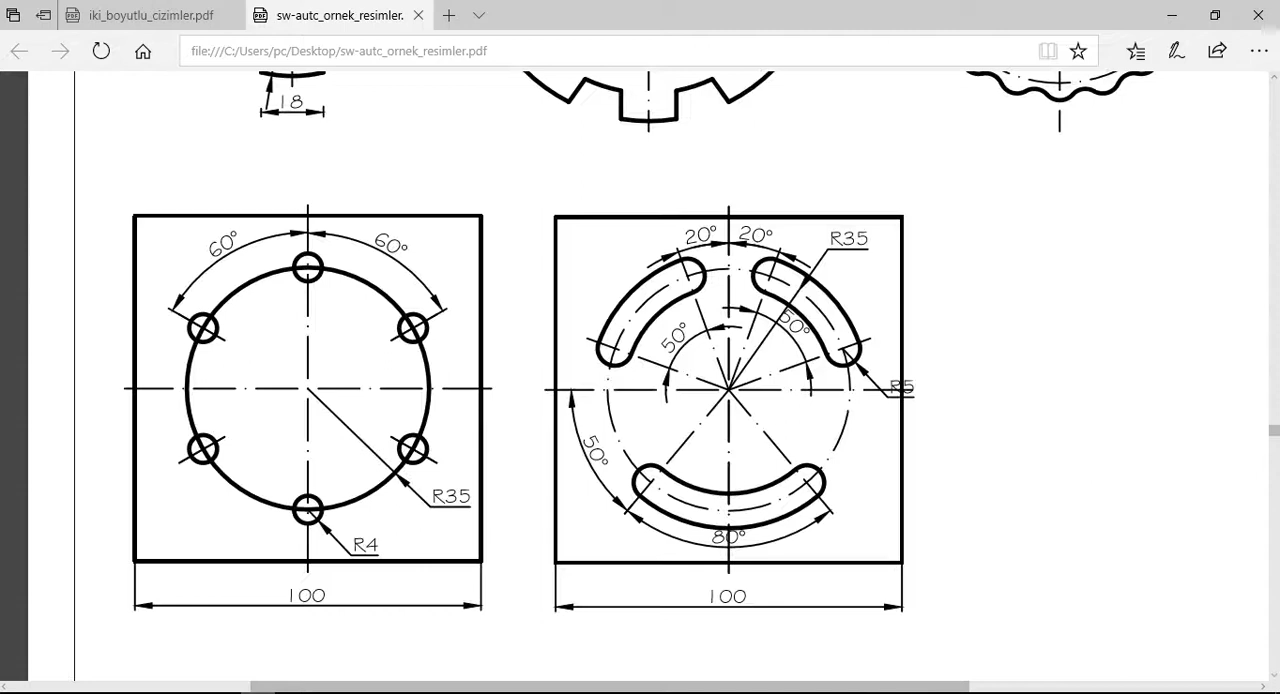 iki_boyutlu_cizimler.pdf
sw-autc_ornek_resimler.
file:///C:/Users/pc/Desktop/sw-autc_ornek_resimler.pdf
18
60°
60°
R35
R4
100
20°
20°
R35
50°
50°
R5
50°
80°
100